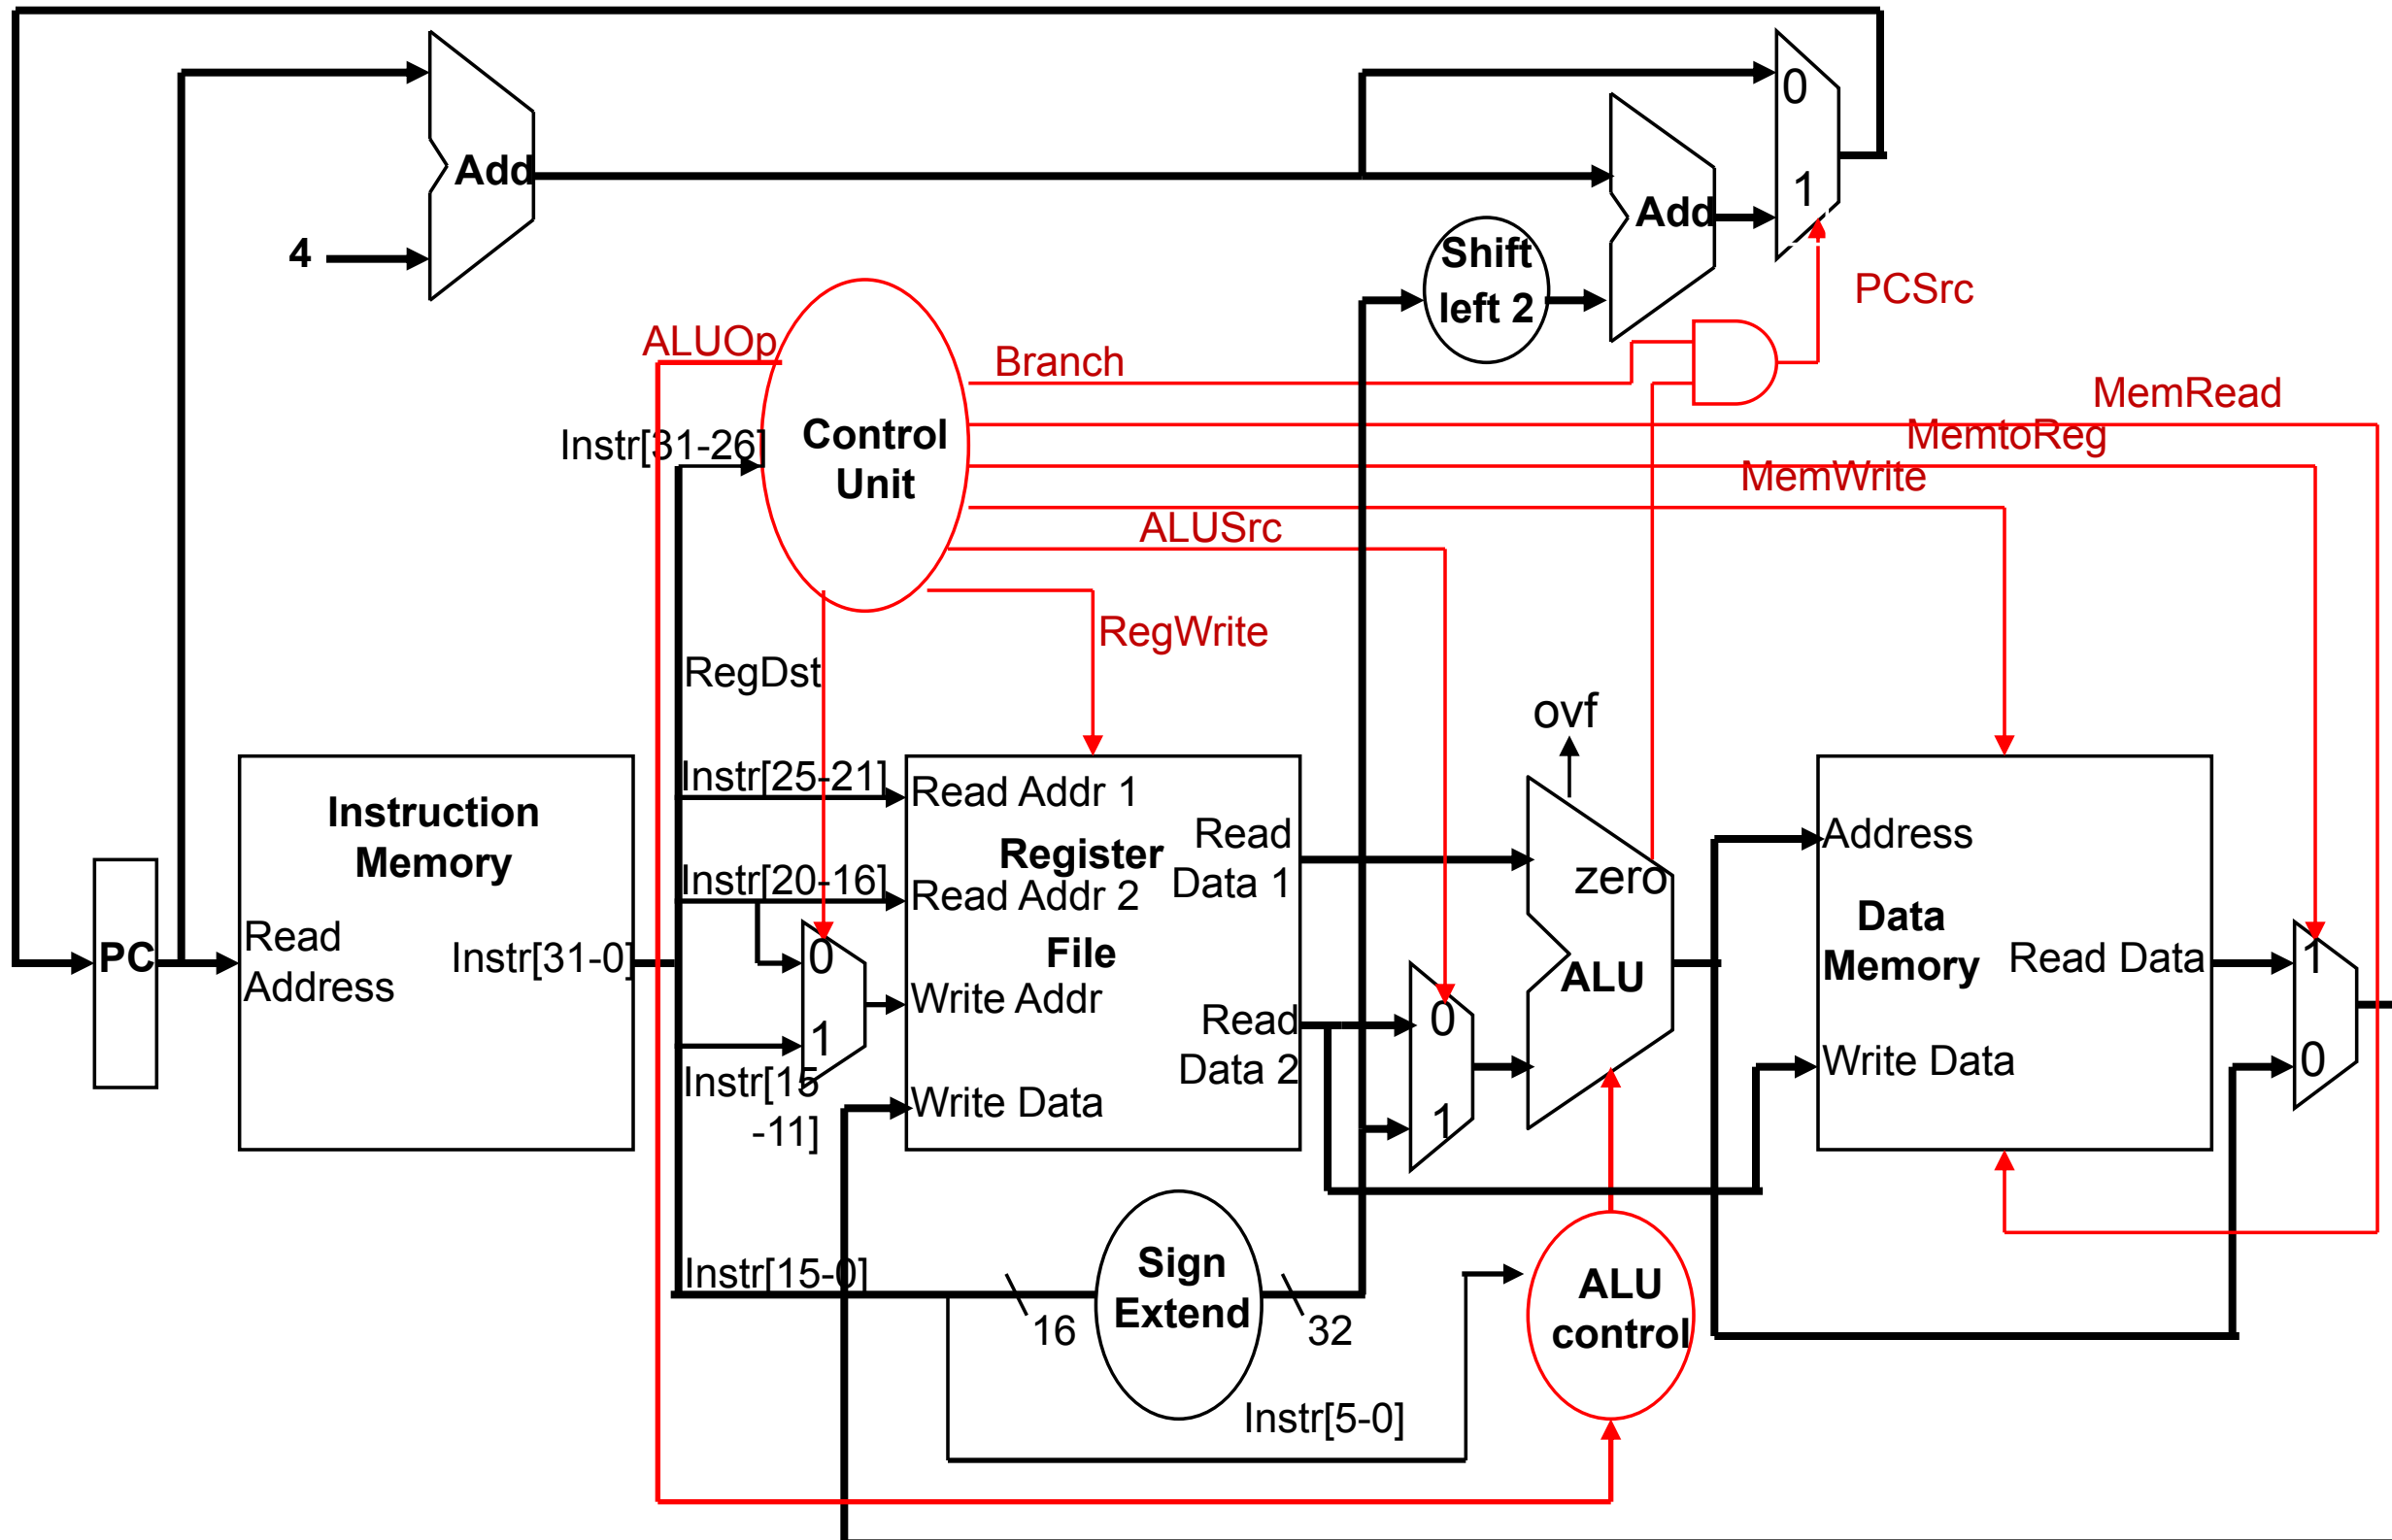 0
Add
1
Add
4
Shift
left 2
PCSrc
ALUOp
Branch
MemRead
Control
Unit
Instr[31-26]
MemtoReg
MemWrite
ALUSrc
RegWrite
RegDst
ovf
Instr[25-21]
Read Addr 1
Instruction
Memory
Read
Data 1
Register
Address
zero
Instr[20-16]
Read Addr 2
Data
Memory
PC
Read
Address
Instr[31-0]
0
File
Read Data
1
Write Addr
Read
Data 2
0
ALU
1
Write Data
0
Instr[15
-11]
Write Data
1
Instr[15-0]
Sign
Extend
16
32
ALU
control
Instr[5-0]